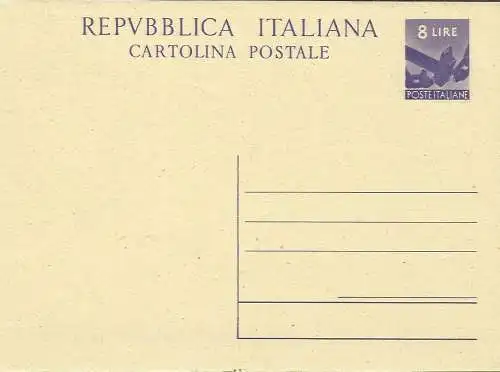 REPVBBLICA ITALIANA
CARTOLINA POSTALE
8 LIRE
POSTE ITALIANE